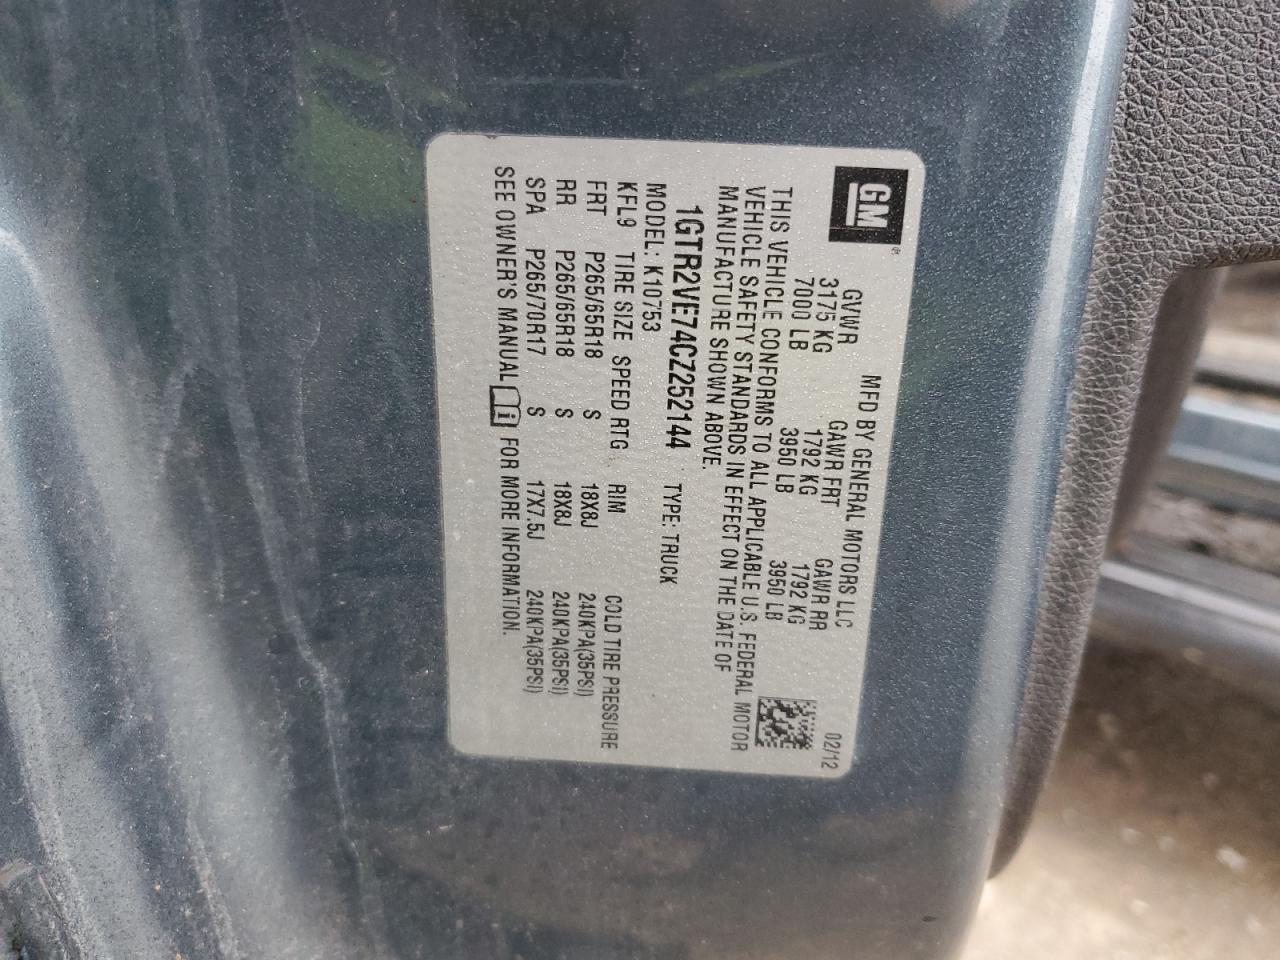 GM
MFD BY GENERAL MOTORS LLC 02/12
GVWR GAWR FRT GAWR RR
3175 KG 1792 KG 1792 KG
7000 LB 3950 LB 3950 LB
THIS VEHICLE CONFORMS TO ALL APPLICABLE U.S. FEDERAL MOTOR
VEHICLE SAFETY STANDARDS IN EFFECT ON THE DATE OF
MANUFACTURE SHOWN ABOVE.
1GTR2VE74CZ252144 TYPE: TRUCK
MODEL: K10753
KFL9 TIRE SIZE SPEED RTG RIM COLD TIRE PRESSURE
FRT P265/65R18 S 18X8J 240KPA(35PSI)
RR P265/65R18 S 18X8J 240KPA(35PSI)
SPA P265/70R17 S 17X7.5J 240KPA(35PSI)
SEE OWNER'S MANUAL i FOR MORE INFORMATION.